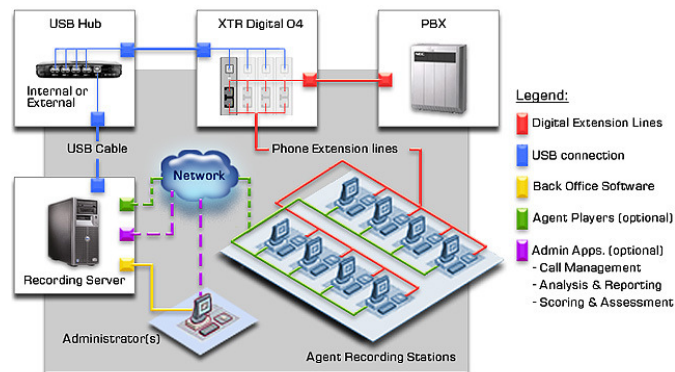 USB Hub
XTR Digital 04
PBX
Internal or
External
USB Cable
Phone Extension lines
Network
Recording Server
Administrator(s)
Agent Recording Stations
Legend:
Digital Extension Lines
USB connection
Back Office Software
Agent Players (optional)
Admin Apps. (optional)
- Call Management
- Analysis & Reporting
- Scoring & Assessment